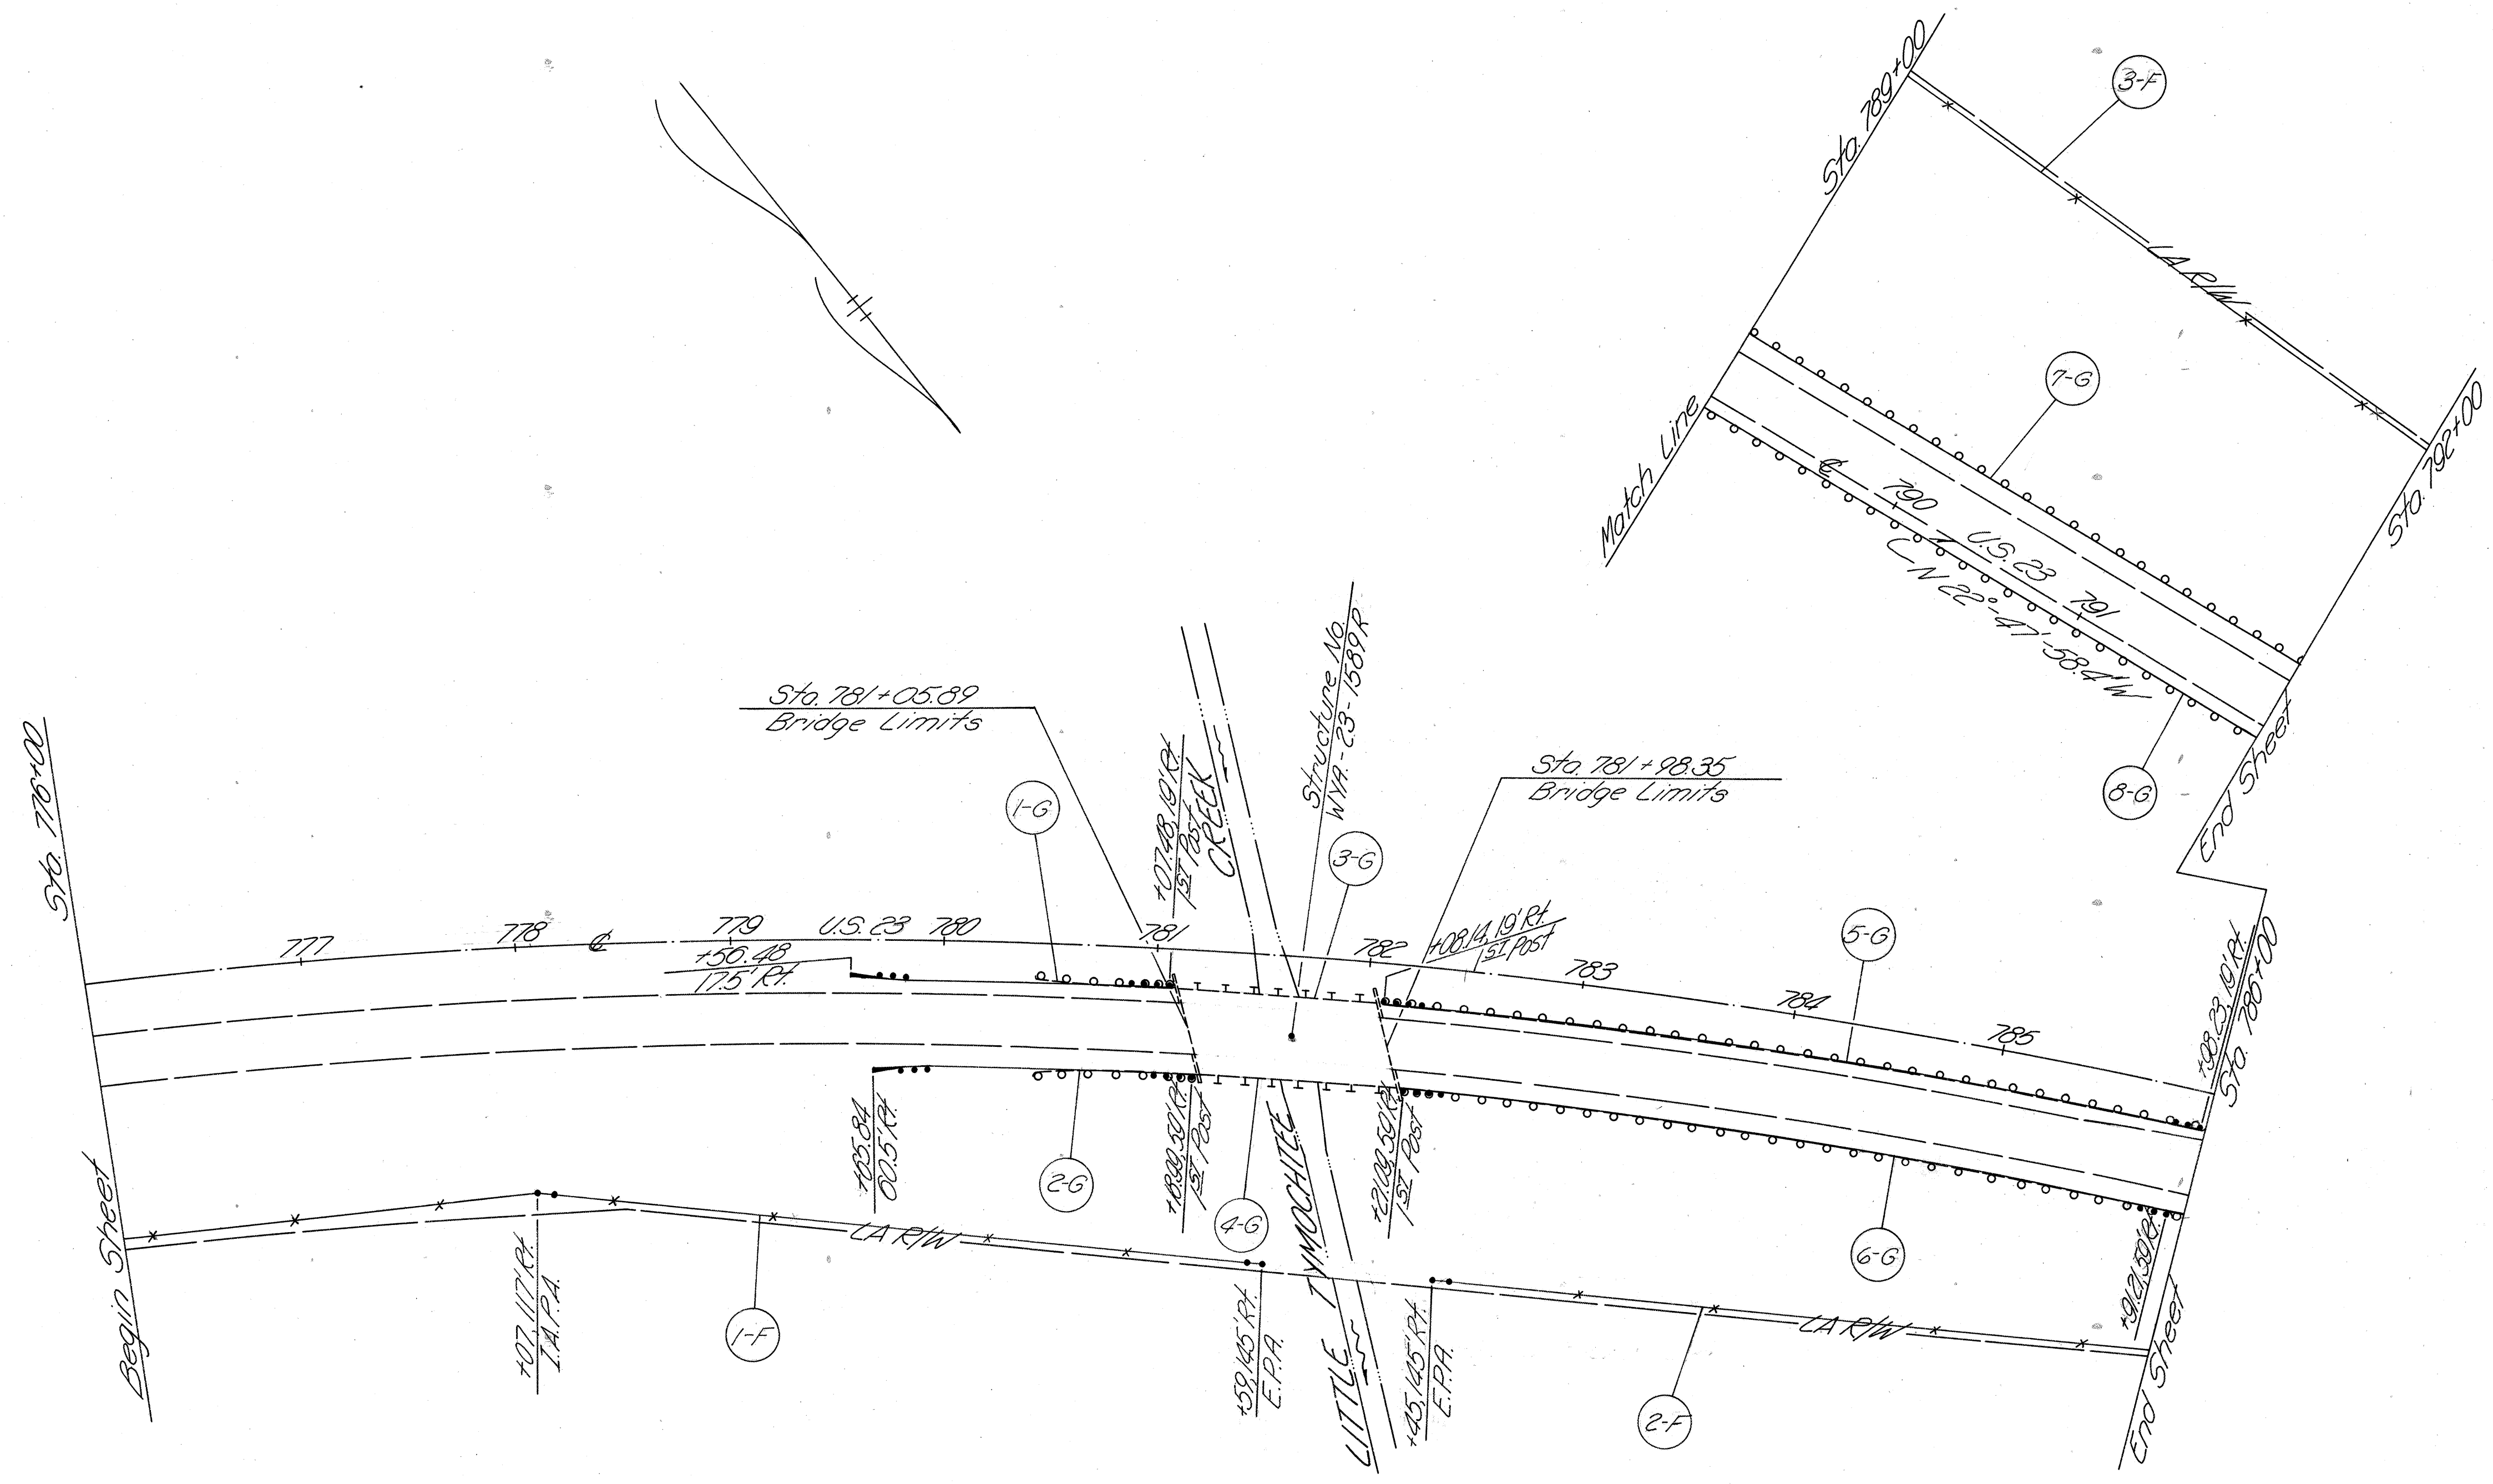 Sta. 789+00
3-F
LA R/W
7-G
Match Line
℄
790
U.S. 23
791
N 22°-47'-58.4" W
8-G
Sta. 792+00
End Sheet
Structure No.
WYA.-23-1589R
Sta. 781+05.89
Bridge Limits
Sta. 781+98.35
Bridge Limits
1-G
+07.48, 19' Rt.
1ST Post
CREEK
3-G
+08.14, 19' Rt.
1ST Post
5-G
Sta. 776+00
777
778
℄
779
U.S. 23
780
781
782
783
784
785
+56.48
17.5' Rt.
+98.23, 19' Rt.
Sta. 786+00
+65.84
60.5' Rt.
2-G
+18.99, 59' Rt.
1ST Post
4-G
LITTLE TYMOCHTEE
+21.09, 59' Rt.
1ST Post
6-G
+91.21, 59' Rt.
Begin Sheet
+07, 117' Rt.
I.A.P.A.
1-F
LA R/W
+59, 145' Rt.
E.P.A.
+45, 145' Rt.
E.P.A.
2-F
LA R/W
End Sheet